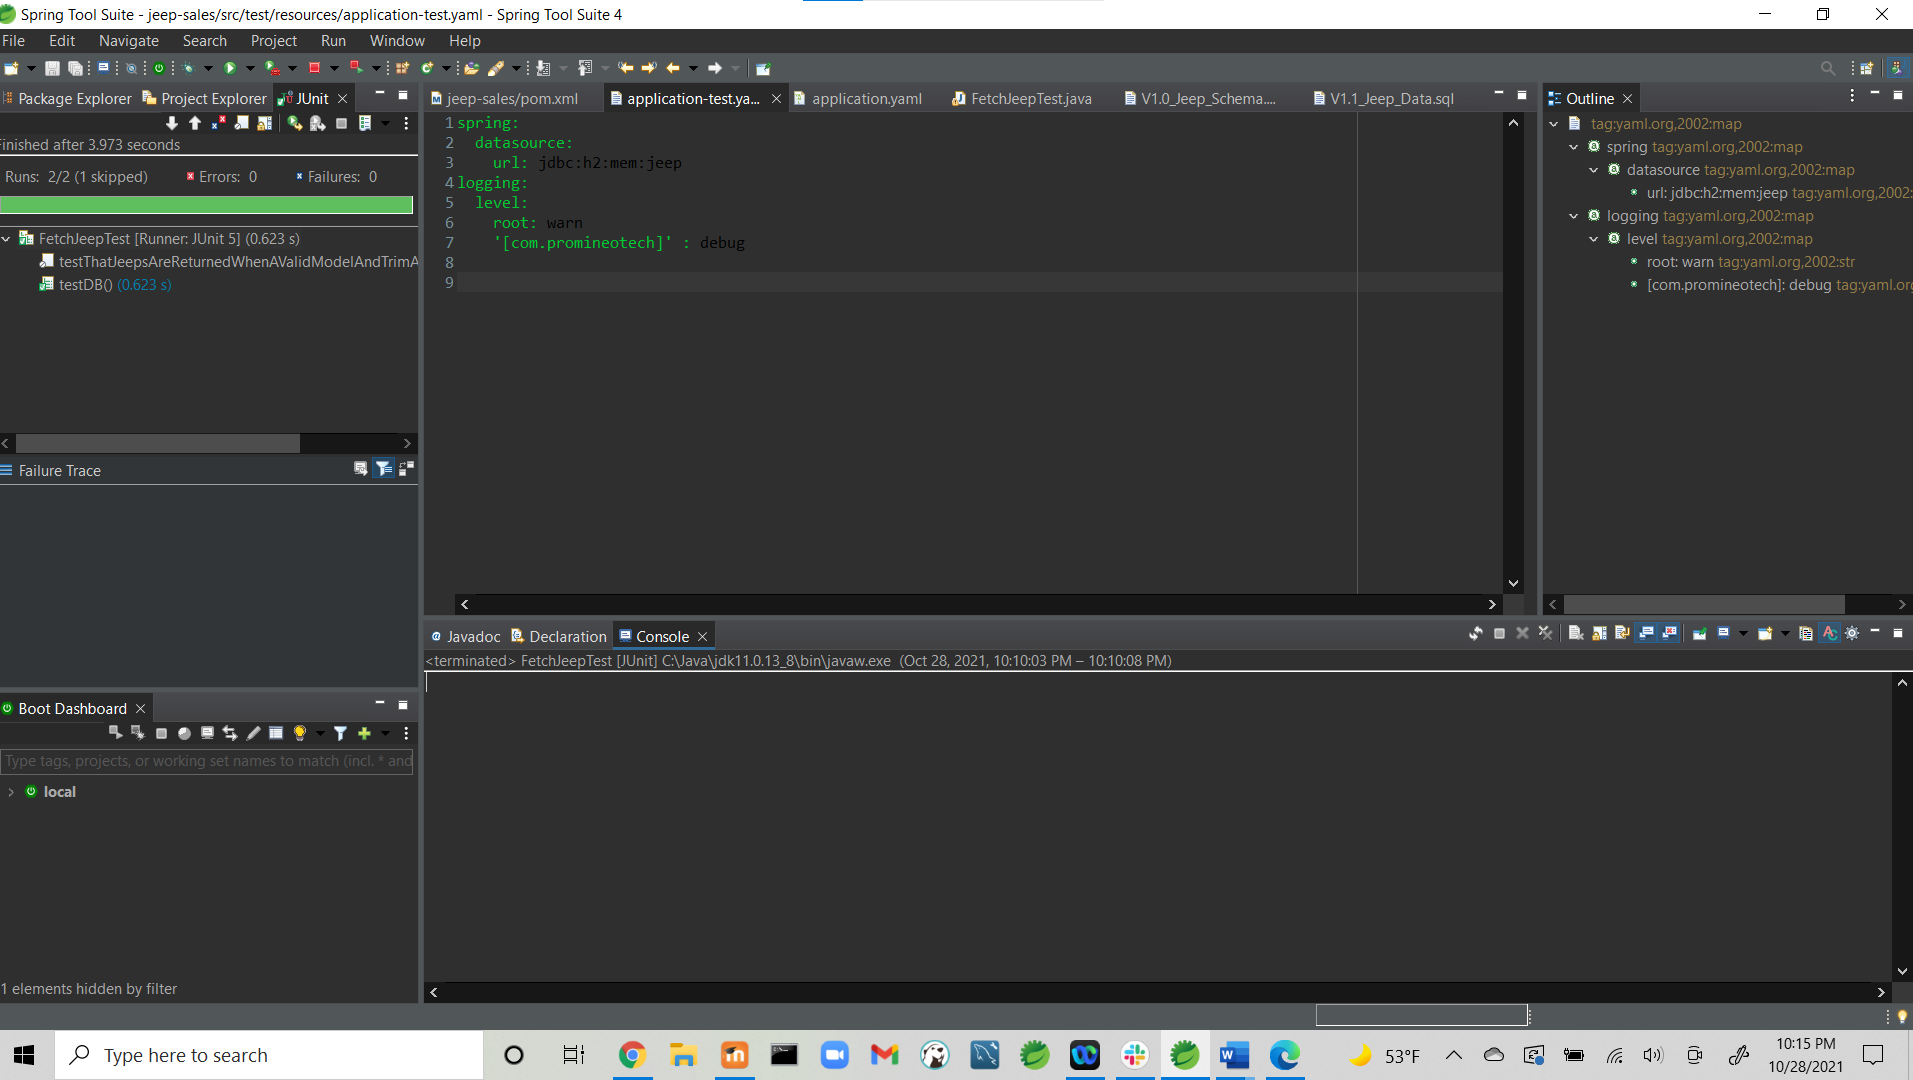 Spring Tool Suite - jeep-sales/src/test/resources/application-test.yaml - Spring Tool Suite 4
File Edit Navigate Search Project Run Window Help
Package Explorer Project Explorer JUnit
Finished after 3.973 seconds
Runs: 2/2 (1 skipped) Errors: 0 Failures: 0
FetchJeepTest [Runner: JUnit 5] (0.623 s)
testThatJeepsAreReturnedWhenAValidModelAndTrimA
testDB() (0.623 s)
Failure Trace
jeep-sales/pom.xml application-test.ya... application.yaml FetchJeepTest.java V1.0_Jeep_Schema.... V1.1_Jeep_Data.sql
1 spring:
2 datasource:
3 url: jdbc:h2:mem:jeep
4 logging:
5 level:
6 root: warn
7 '[com.promineotech]' : debug
8
9
Outline
tag:yaml.org,2002:map
spring tag:yaml.org,2002:map
datasource tag:yaml.org,2002:map
url: jdbc:h2:mem:jeep tag:yaml.org,2002:
logging tag:yaml.org,2002:map
level tag:yaml.org,2002:map
root: warn tag:yaml.org,2002:str
[com.promineotech]: debug tag:yaml.org
Javadoc Declaration Console
<terminated> FetchJeepTest [JUnit] C:\Java\jdk11.0.13_8\bin\javaw.exe (Oct 28, 2021, 10:10:03 PM – 10:10:08 PM)
Boot Dashboard
Type tags, projects, or working set names to match (incl. * and
local
1 elements hidden by filter
Type here to search
53°F
10:15 PM
10/28/2021